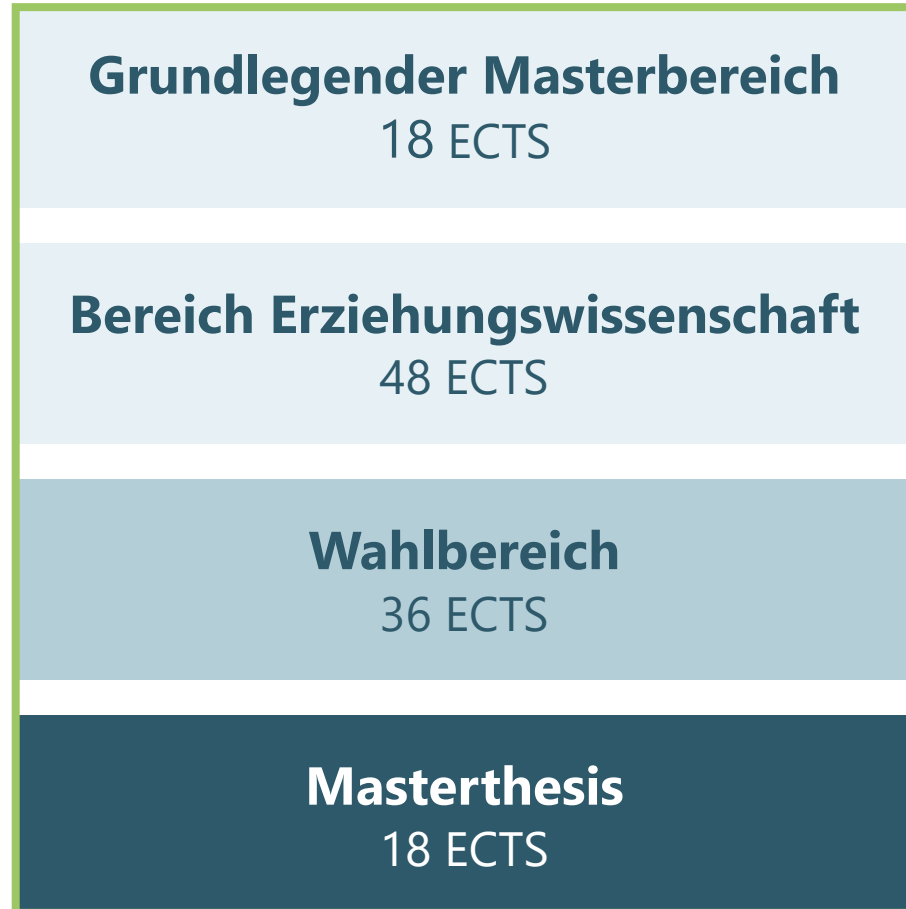 Grundlegender Masterbereich
18 ECTS
Bereich Erziehungswissenschaft
48 ECTS
Wahlbereich
36 ECTS
Masterthesis
18 ECTS